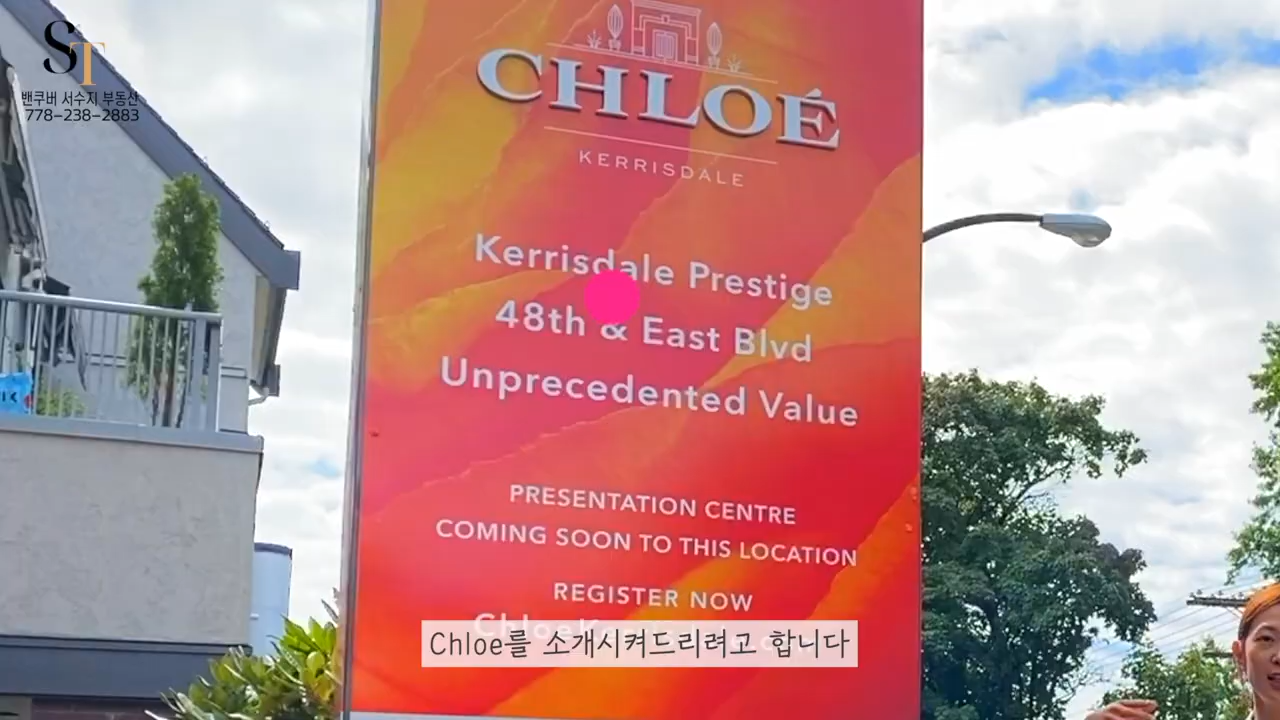 ST
밴쿠버 서수지 부동산
778-238-2883
CHLOÉ
KERRISDALE
Kerrisdale Prestige
48th & East Blvd
Unprecedented Value
PRESENTATION CENTRE
COMING SOON TO THIS LOCATION
REGISTER NOW
Chloe를 소개시켜드리려고 합니다